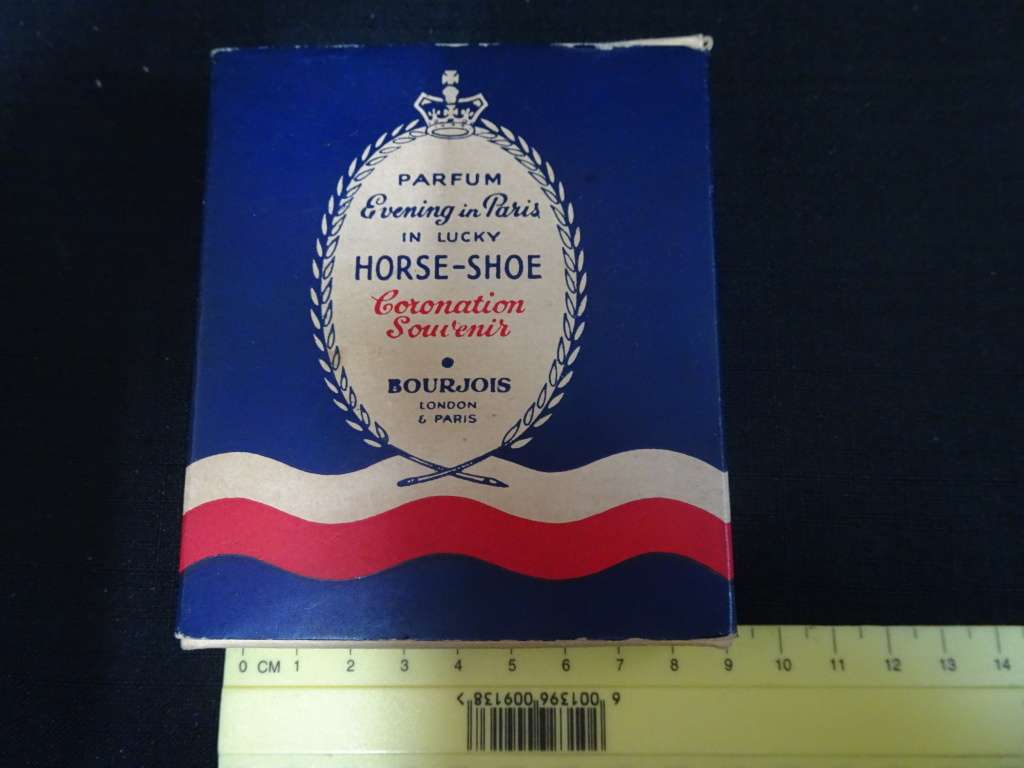 PARFUM
Evening in Paris
IN LUCKY
HORSE-SHOE
Coronation
Souvenir
BOURJOIS
LONDON
& PARIS
0 CM 1 2 3 4 5 6 7 8 9 10 11 12 13 14
6 001396 009138 >